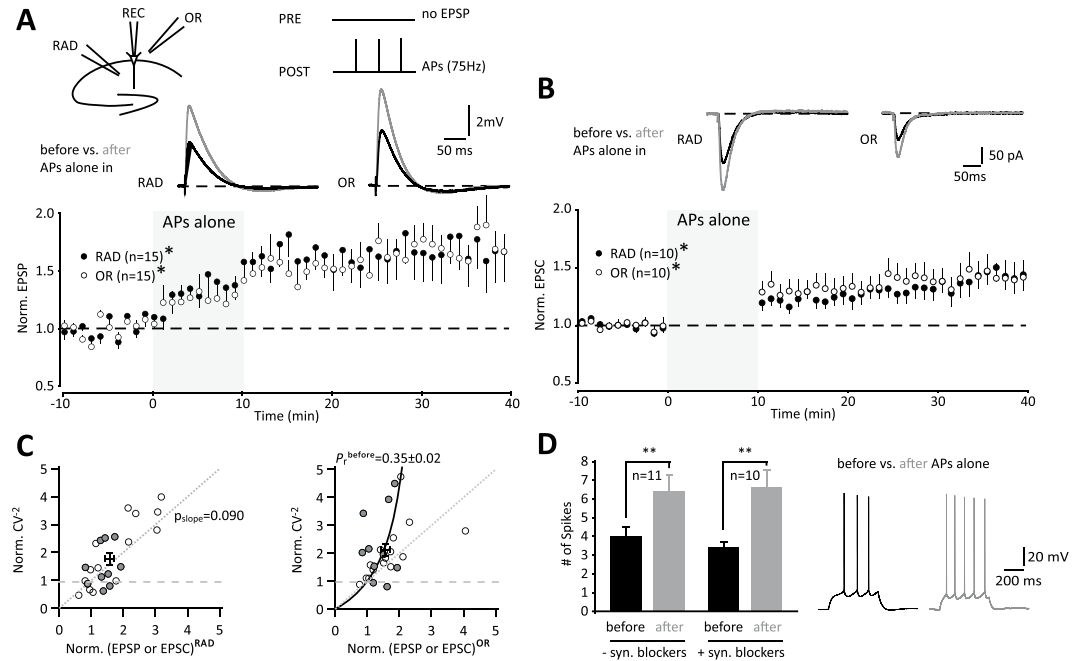 A
REC
OR
RAD
PRE
no EPSP
POST
APs (75Hz)
2mV
50 ms
before vs. after
APs alone in
RAD
OR
APs alone
RAD (n=15)*
OR (n=15)*
Norm. EPSP
2.0
1.5
1.0
0.5
-10
0
10
20
30
40
Time (min)
B
before vs. after
APs alone in
RAD
OR
50 pA
50ms
APs alone
RAD (n=10)*
OR (n=10)*
Norm. EPSC
2.0
1.5
1.0
0.5
-10
0
10
20
30
40
Time (min)
C
Norm. CV-2
5
4
3
2
1
0
pslope=0.090
0 1 2 3 4 5
Norm. (EPSP or EPSC)RAD
Prbefore=0.35±0.02
Norm. CV-2
5
4
3
2
1
0
0 1 2 3 4 5
Norm. (EPSP or EPSC)OR
D
# of Spikes
8
7
6
5
4
3
2
1
0
**
n=11
**
n=10
before after before after
- syn. blockers + syn. blockers
before vs. after APs alone
20 mV
200 ms